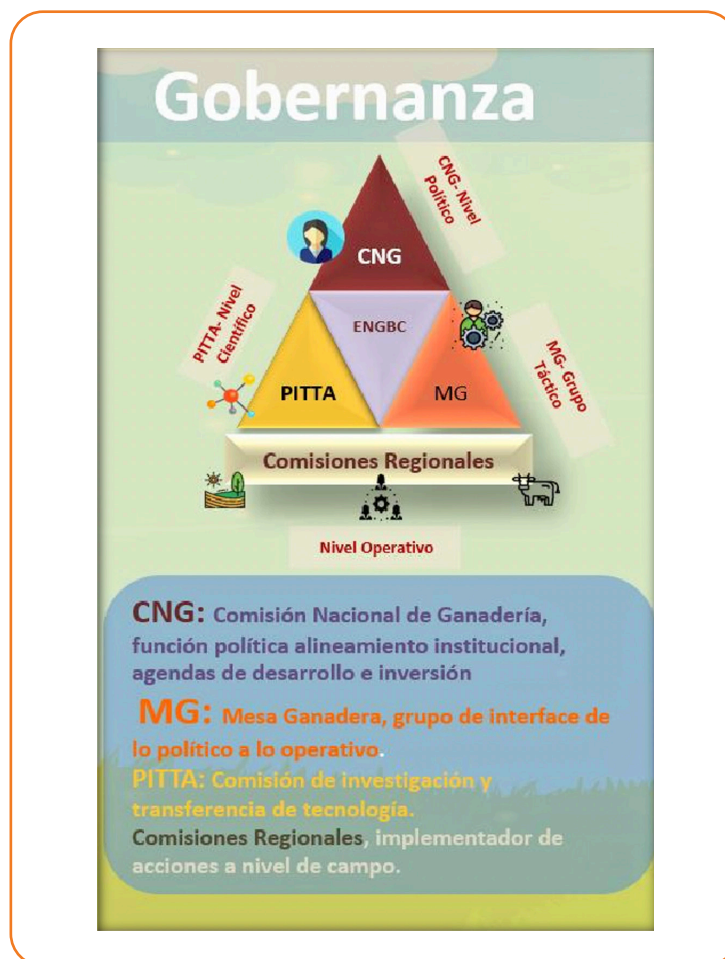 Gobernanza
CNG- Nivel
Político
CNG
PITTA- Nivel
Científico
ENGBC
MG- Grupo
Táctico
PITTA
MG
Comisiones Regionales
Nivel Operativo
CNG: Comisión Nacional de Ganadería,
función política alineamiento institucional,
agendas de desarrollo e inversión
MG: Mesa Ganadera, grupo de interface de
lo político a lo operativo.
PITTA: Comisión de investigación y
transferencia de tecnología.
Comisiones Regionales, implementador de
acciones a nivel de campo.